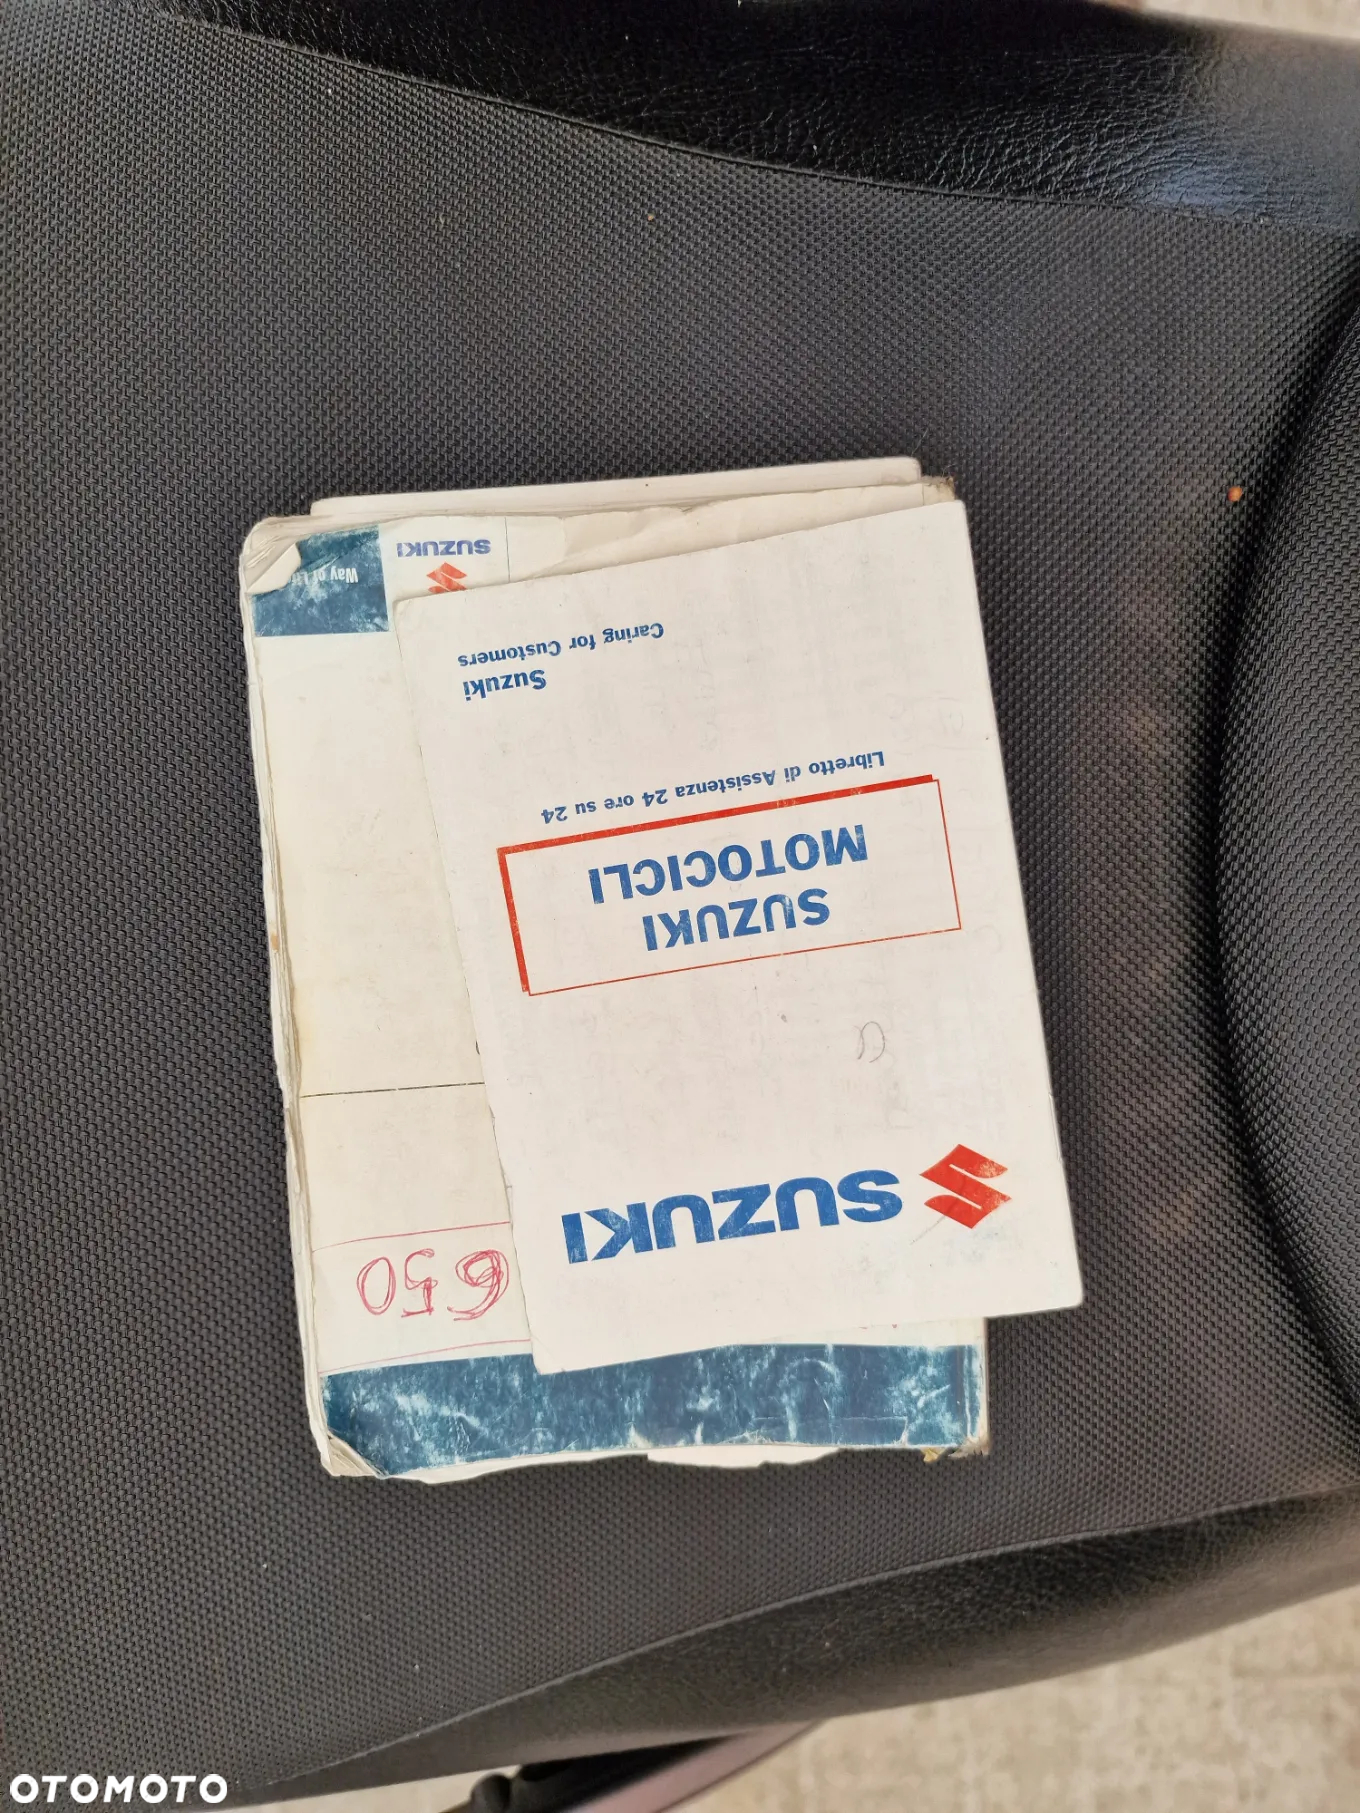 SUZUKI
SUZUKI
MOTOCICLI
Libretto di Assistenza 24 ore su 24
Suzuki
Caring for Customers
650
SUZUKI
Way of
OTOMOTO